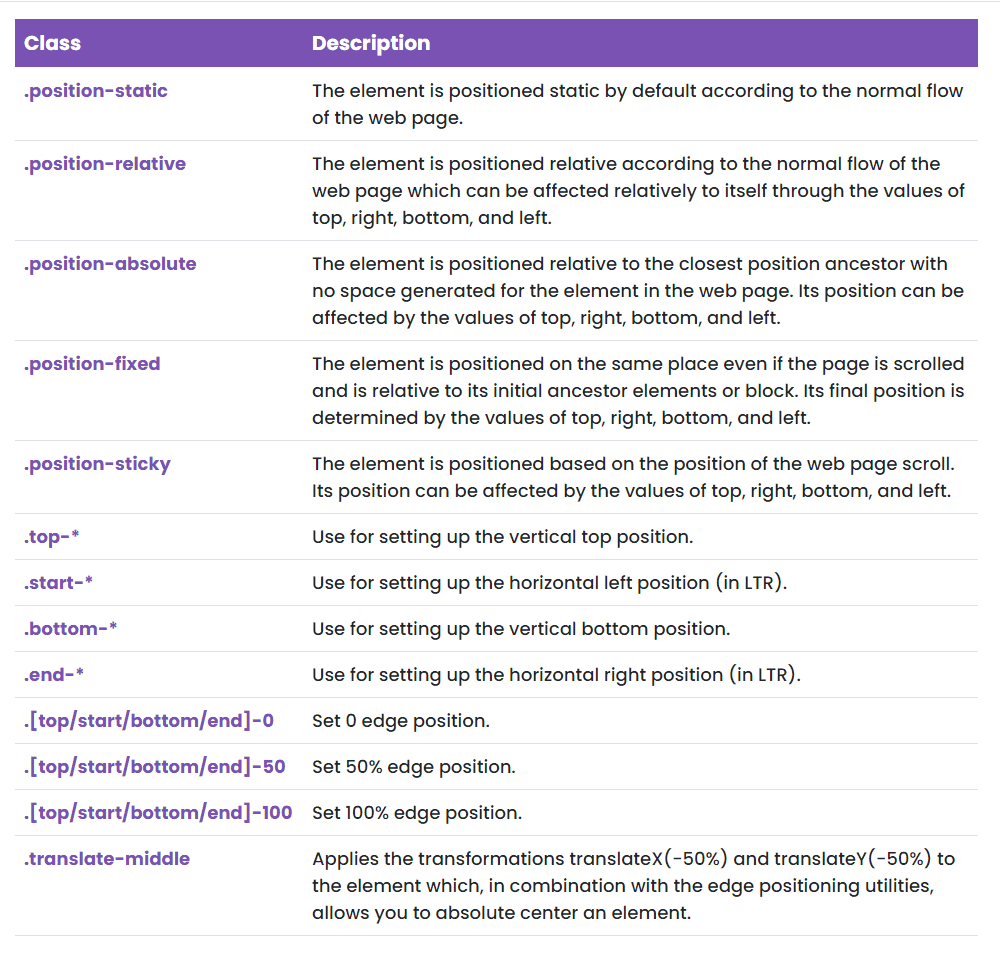 Class Description
.position-static The element is positioned static by default according to the normal flow
of the web page.
.position-relative The element is positioned relative according to the normal flow of the
web page which can be affected relatively to itself through the values of
top, right, bottom, and left.
.position-absolute The element is positioned relative to the closest position ancestor with
no space generated for the element in the web page. Its position can be
affected by the values of top, right, bottom, and left.
.position-fixed The element is positioned on the same place even if the page is scrolled
and is relative to its initial ancestor elements or block. Its final position is
determined by the values of top, right, bottom, and left.
.position-sticky The element is positioned based on the position of the web page scroll.
Its position can be affected by the values of top, right, bottom, and left.
.top-* Use for setting up the vertical top position.
.start-* Use for setting up the horizontal left position (in LTR).
.bottom-* Use for setting up the vertical bottom position.
.end-* Use for setting up the horizontal right position (in LTR).
.[top/start/bottom/end]-0 Set 0 edge position.
.[top/start/bottom/end]-50 Set 50% edge position.
.[top/start/bottom/end]-100 Set 100% edge position.
.translate-middle Applies the transformations translateX(-50%) and translateY(-50%) to
the element which, in combination with the edge positioning utilities,
allows you to absolute center an element.